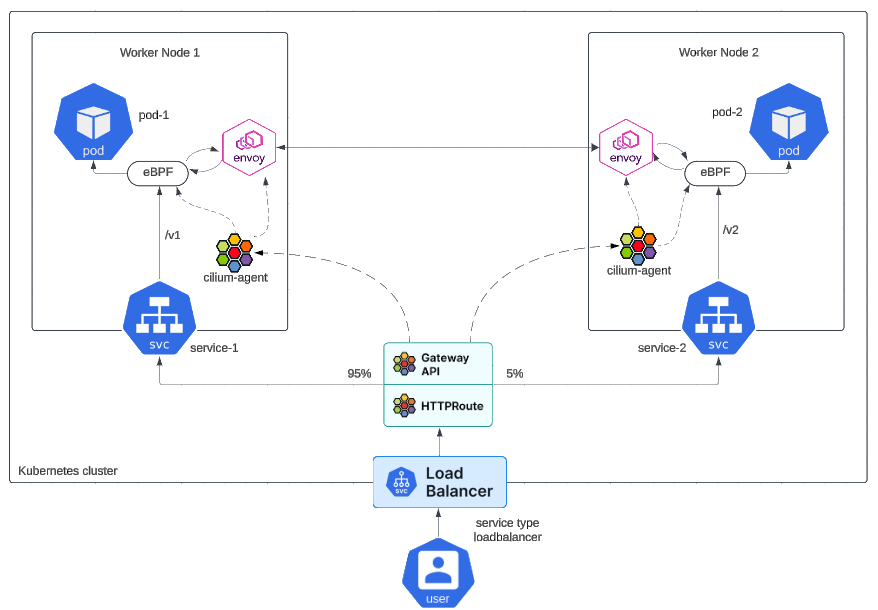 Worker Node 1
Worker Node 2
pod-1
pod
envoy
eBPF
/v1
cilium-agent
svc
service-1
pod-2
pod
envoy
eBPF
/v2
cilium-agent
svc
service-2
95%
Gateway
API
5%
HTTPRoute
Kubernetes cluster
svc
Load
Balancer
service type
loadbalancer
user